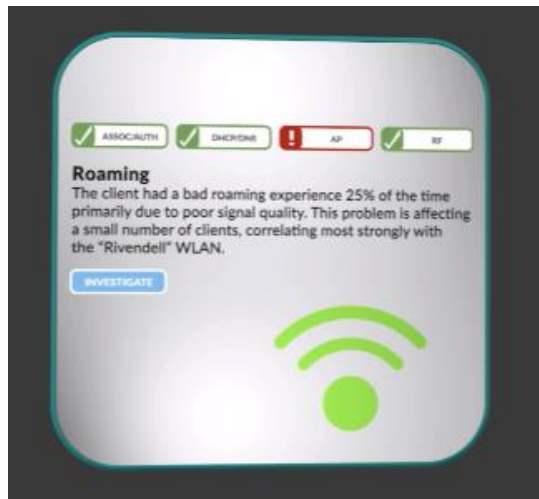 ASSOC/AUTH DHCP/DNS AP RF
Roaming
The client had a bad roaming experience 25% of the time
primarily due to poor signal quality. This problem is affecting
a small number of clients, correlating most strongly with
the "Rivendell" WLAN.
INVESTIGATE